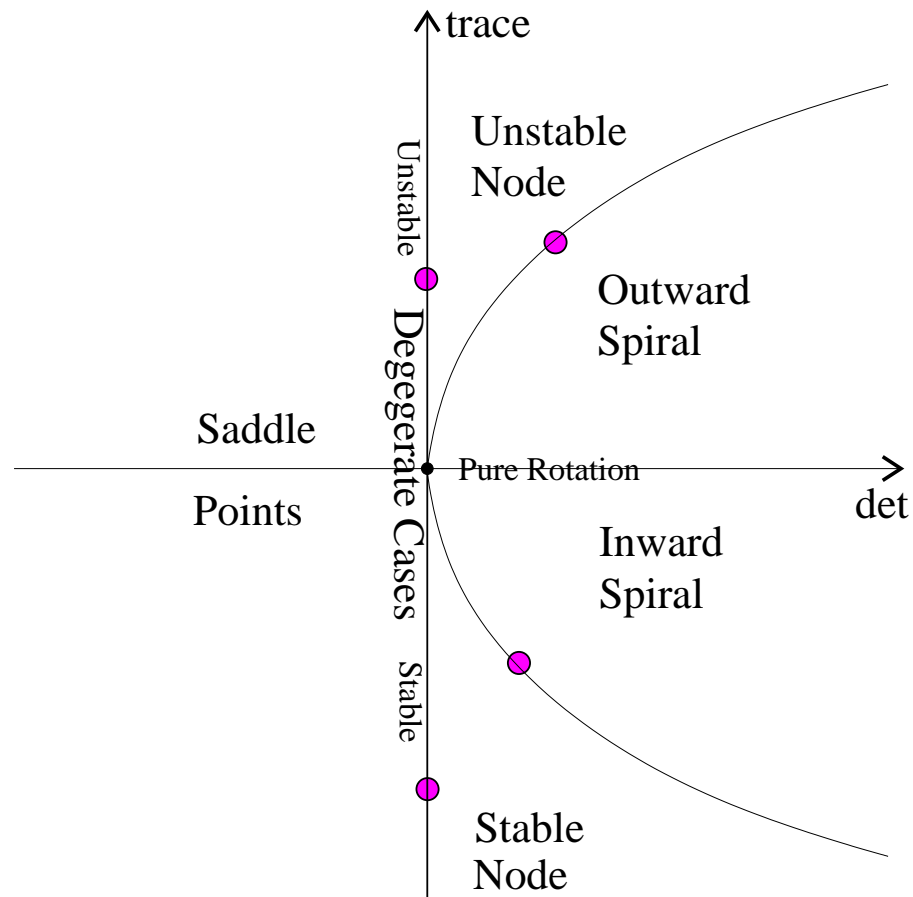 trace
Unstable
Node
Unstable
Outward
Spiral
Degegerate Cases
Saddle
Pure Rotation
Points
det
Inward
Spiral
Stable
Stable
Node